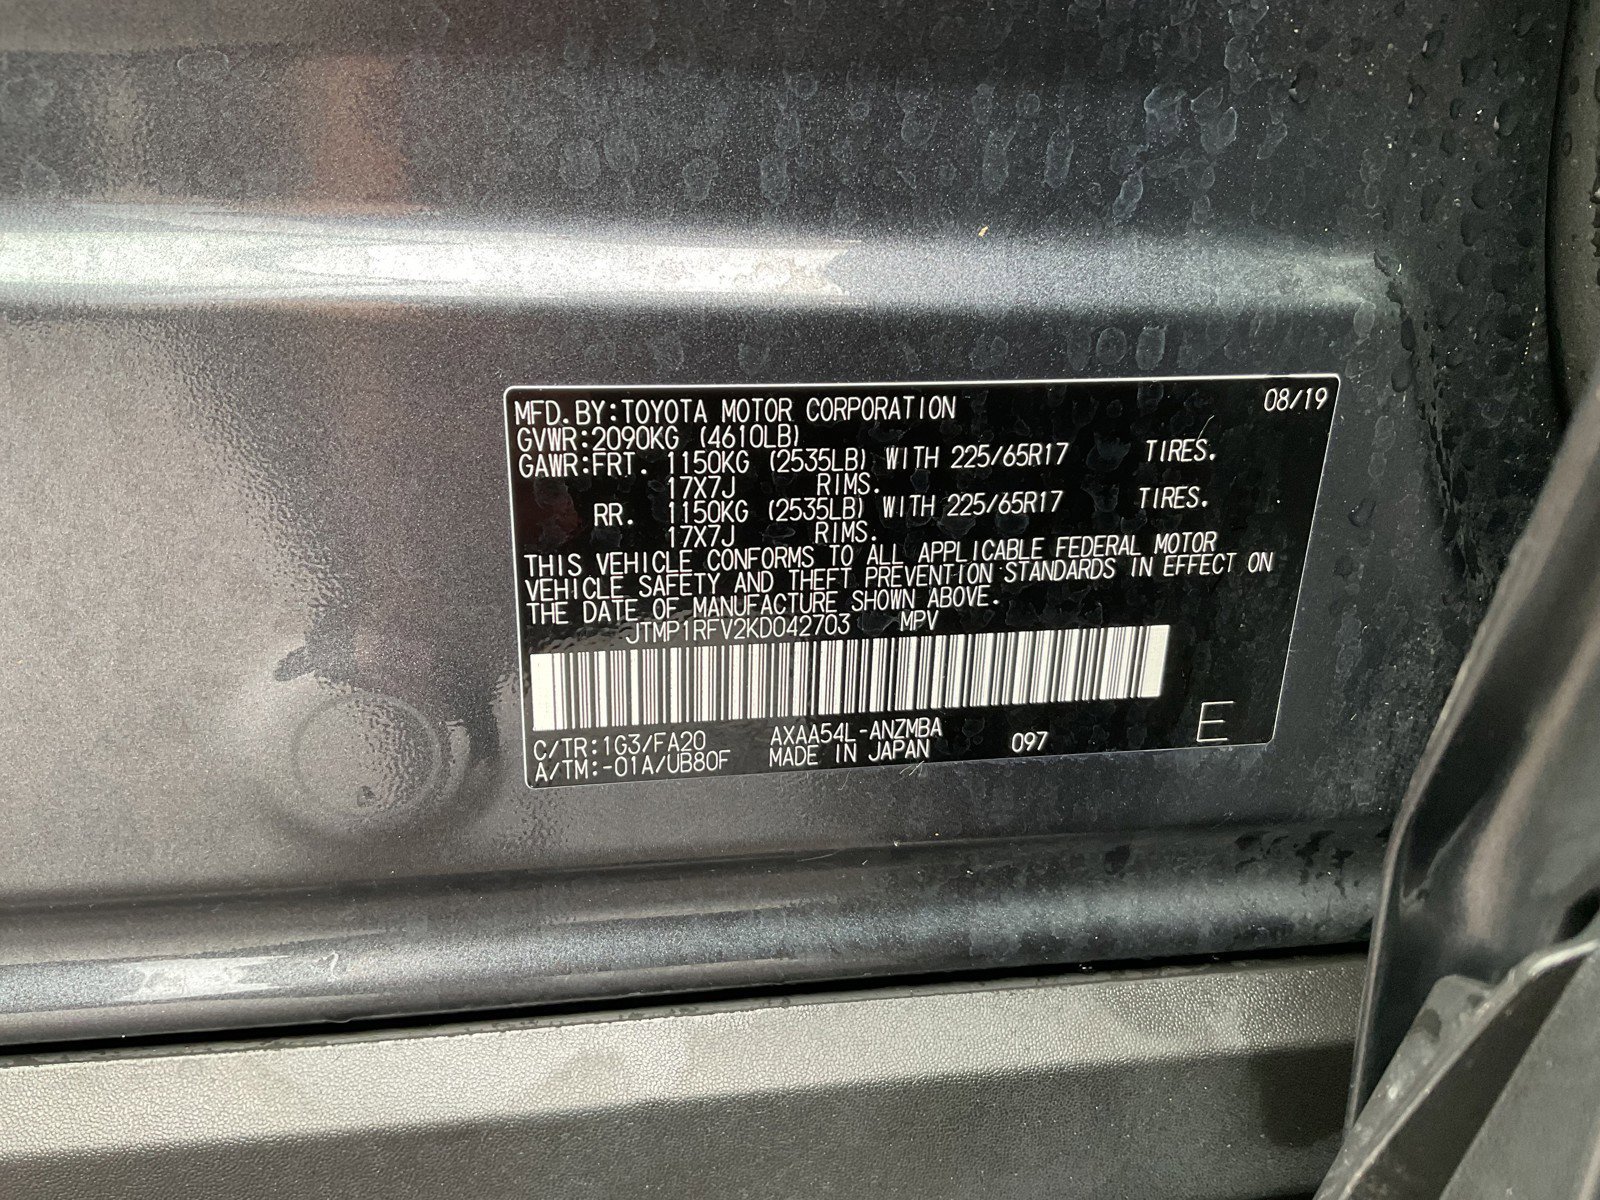 MFD.BY:TOYOTA MOTOR CORPORATION 08/19
GVWR:2090KG (4610LB)
GAWR:FRT. 1150KG (2535LB) WITH 225/65R17 TIRES.
17X7J RIMS.
RR. 1150KG (2535LB) WITH 225/65R17 TIRES.
17X7J RIMS.
THIS VEHICLE CONFORMS TO ALL APPLICABLE FEDERAL MOTOR
VEHICLE SAFETY AND THEFT PREVENTION STANDARDS IN EFFECT ON
THE DATE OF MANUFACTURE SHOWN ABOVE.
JTMP1RFV2KD042703 MPV
C/TR:1G3/FA20 AXAA54L-ANZMBA
A/TM:-01A/UB80F MADE IN JAPAN 097 E